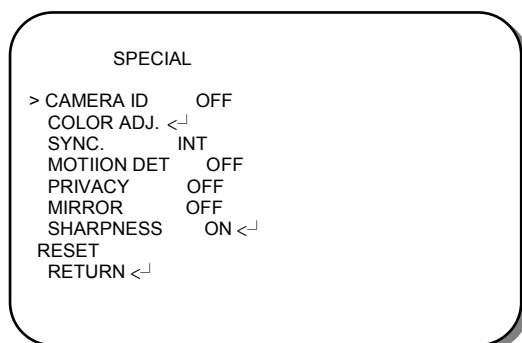 SPECIAL
> CAMERA ID OFF
COLOR ADJ. <┘
SYNC. INT
MOTIION DET OFF
PRIVACY OFF
MIRROR OFF
SHARPNESS ON <┘
RESET
RETURN <┘